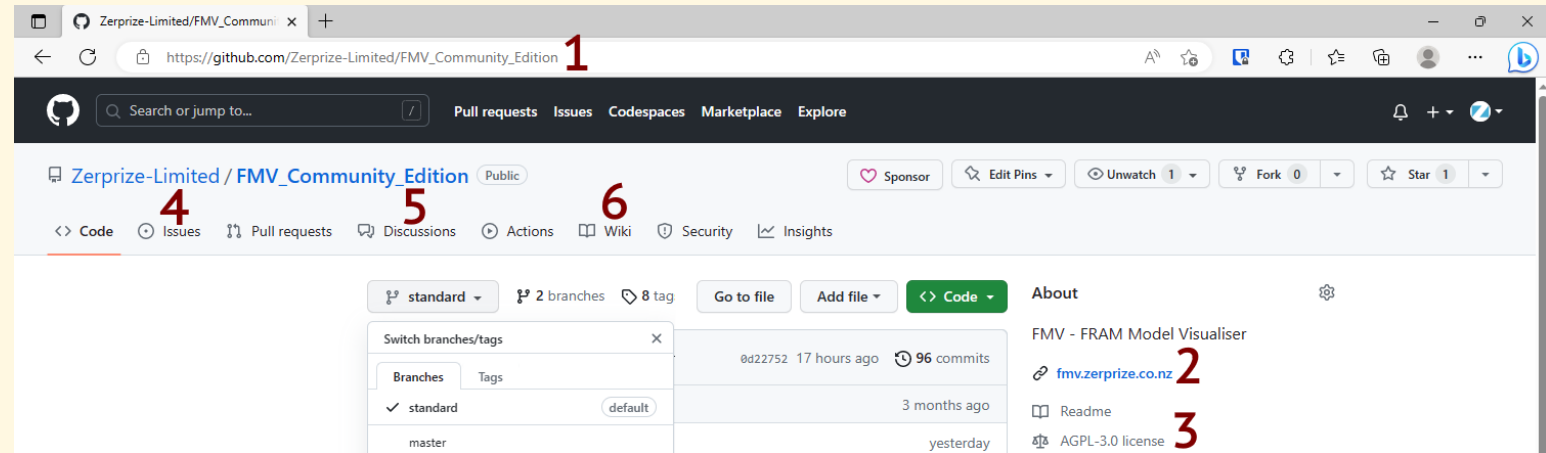 Zerprize-Limited/FMV_Communi
https://github.com/Zerprize-Limited/FMV_Community_Edition 1
Search or jump to... / Pull requests Issues Codespaces Marketplace Explore
Zerprize-Limited / FMV_Community_Edition Public Sponsor Edit Pins Unwatch 1 Fork 0 Star 1
4 5 6
Code Issues Pull requests Discussions Actions Wiki Security Insights
standard 2 branches 8 tag Go to file Add file Code About
Switch branches/tags
FMV - FRAM Model Visualiser
0d22752 17 hours ago 96 commits
Branches Tags
fmv.zerprize.co.nz 2
standard default 3 months ago
Readme
master yesterday
AGPL-3.0 license 3